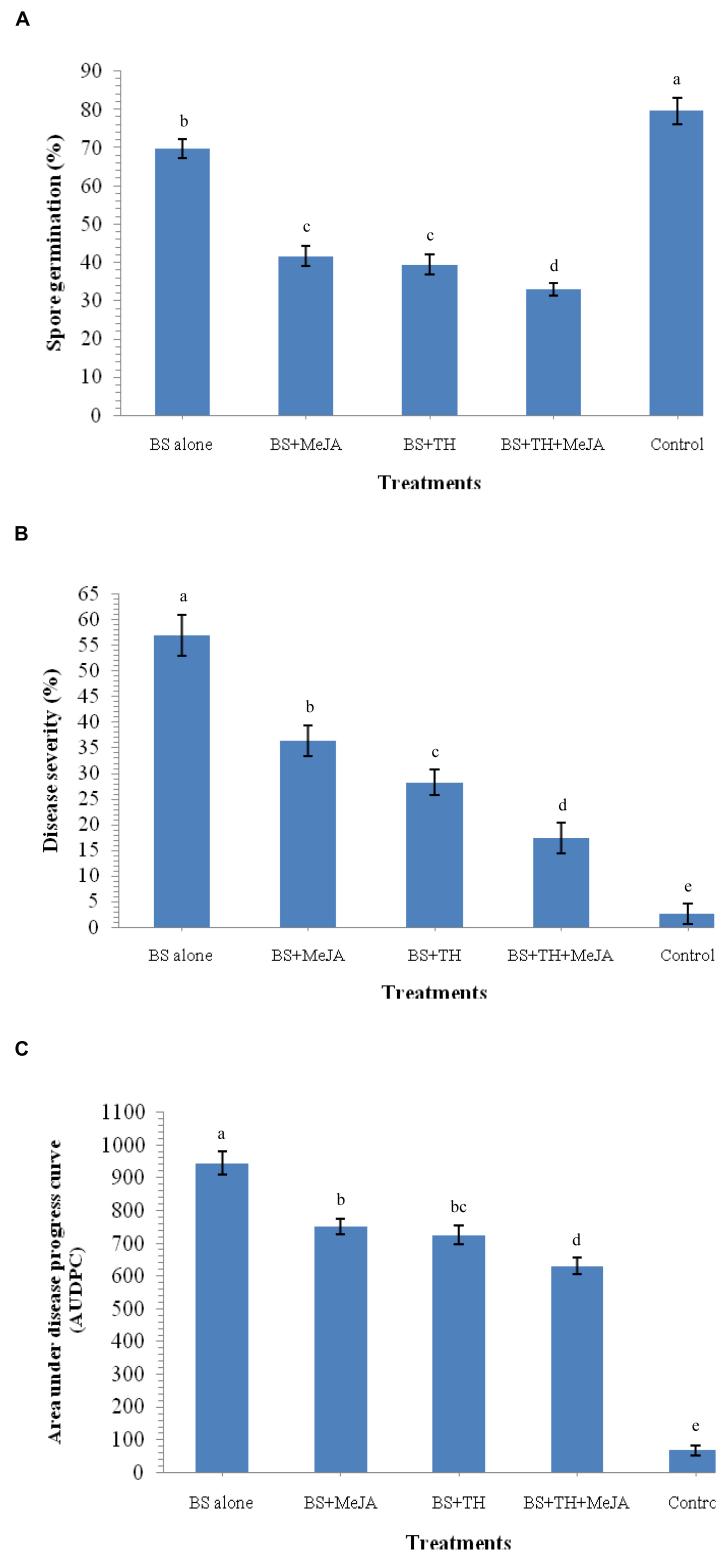 A
Spore germination (%)
90
80
70
60
50
40
30
20
10
0
b
c
c
d
a
BS alone
BS+MeJA
BS+TH
BS+TH+MeJA
Control
Treatments
B
Disease severity (%)
65
60
55
50
45
40
35
30
25
20
15
10
5
0
a
b
c
d
e
BS alone
BS+MeJA
BS+TH
BS+TH+MeJA
Control
Treatments
C
Area under disease progress curve
(AUDPC)
1100
1000
900
800
700
600
500
400
300
200
100
0
a
b
bc
d
e
BS alone
BS+MeJA
BS+TH
BS+TH+MeJA
Contro
Treatments